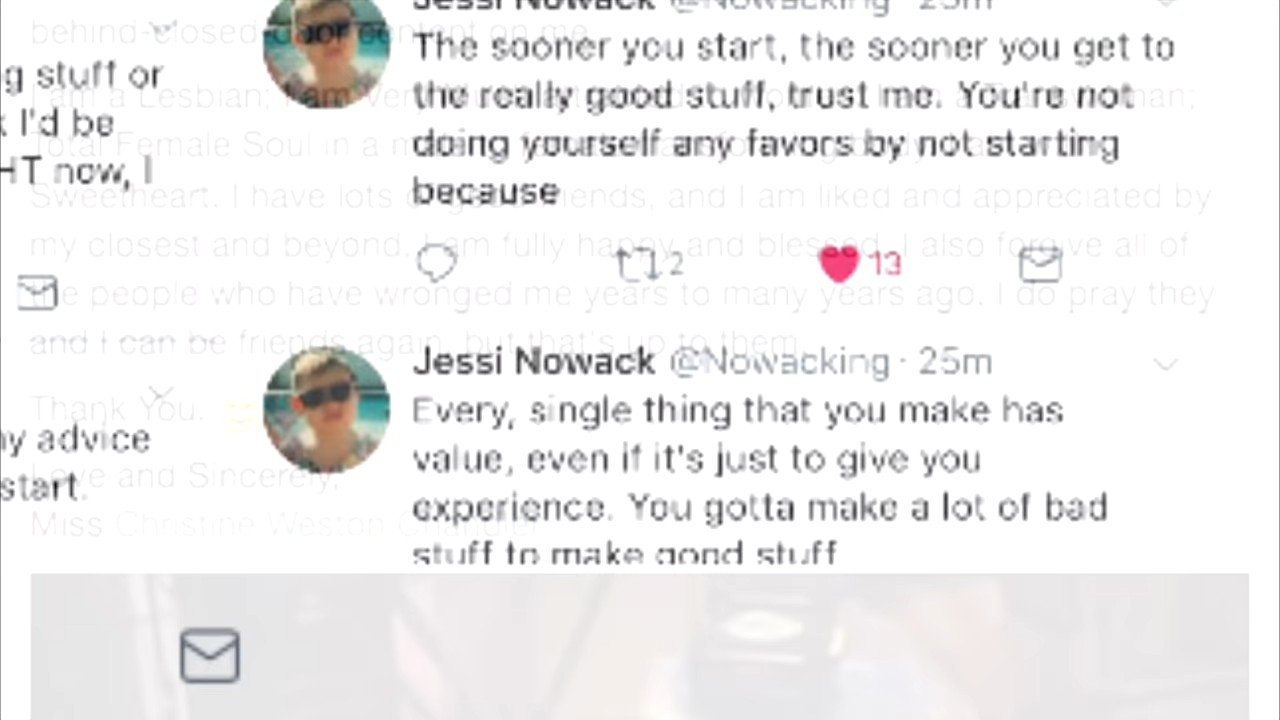 Jessi Nowack @Nowacking · 25m
The sooner you start, the sooner you get to
the really good stuff, trust me. You're not
doing yourself any favors by not starting
because
2
13
Jessi Nowack @Nowacking · 25m
Every, single thing that you make has
value, even if it's just to give you
experience. You gotta make a lot of bad
stuff to make good stuff
g stuff or
I'd be
HT now, I
advice
start.
behind-closed-door content on me
I am a Lesbian; I am
Total Female Soul in a
Sweetheart. I have lots friends, and I am liked and appreciated by
my closest and beyond. I am fully happy and blessed. I also forgive all of
the people who have wronged me years to many years ago. I do pray they
and I can be friends again, but that's up to them.
Thank You.
Love and Sincerely,
Miss Christine Weston Chandler